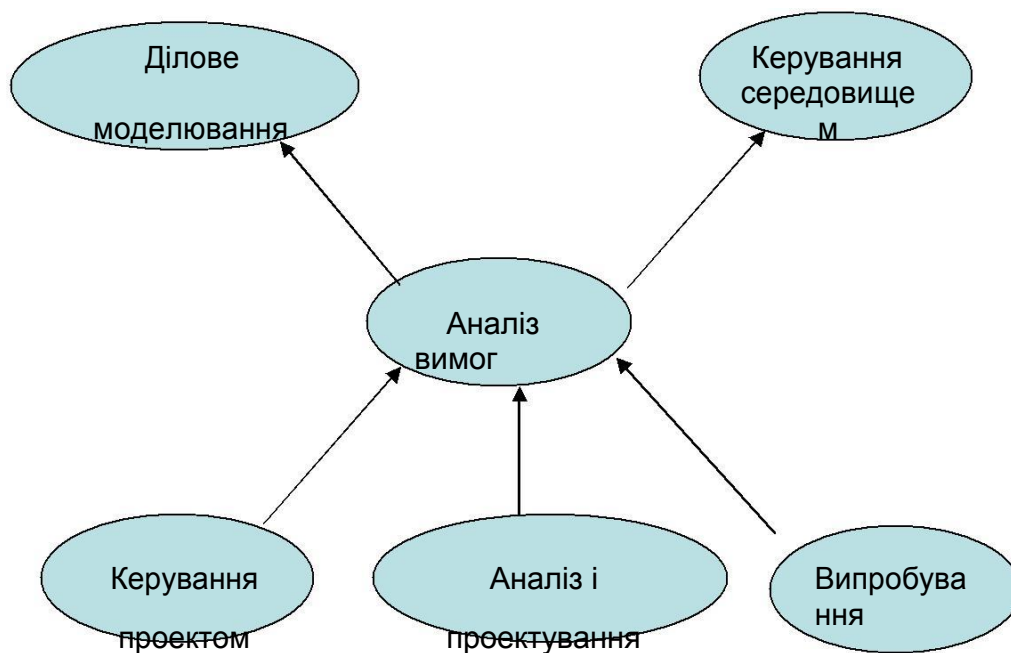 Ділове
моделювання
Керування
середовище
м
Аналіз
вимог
Керування
проектом
Аналіз і
проектування
Випробува
ння